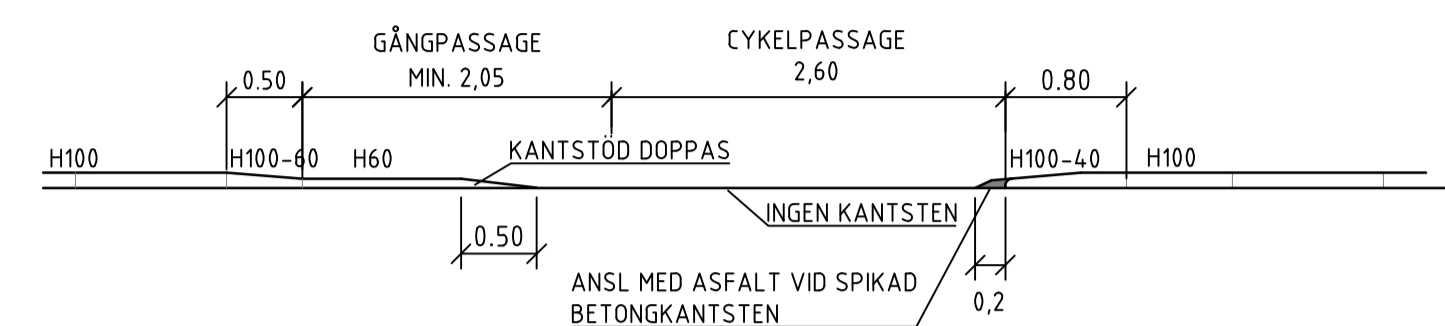 GÅNGPASSAGE
MIN. 2,05
CYKELPASSAGE
2,60
0.50
0.80
H100
H100-60
H60
KANTSTÖD DOPPAS
H100-40
H100
INGEN KANTSTEN
0.50
ANSL MED ASFALT VID SPIKAD
BETONGKANTSTEN
0,2